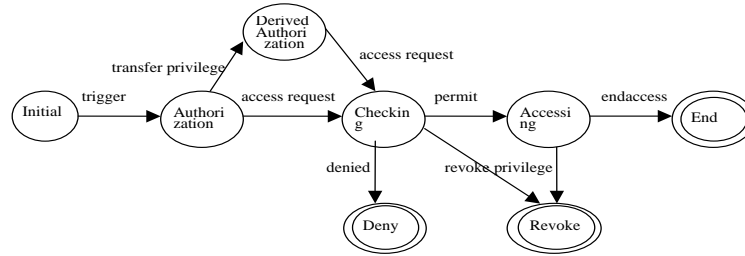 Derived
Authori
zation
transfer privilege
access request
Initial
trigger
Authori
zation
access request
Checkin
g
permit
Accessi
ng
endaccess
End
denied
revoke privilege
Deny
Revoke